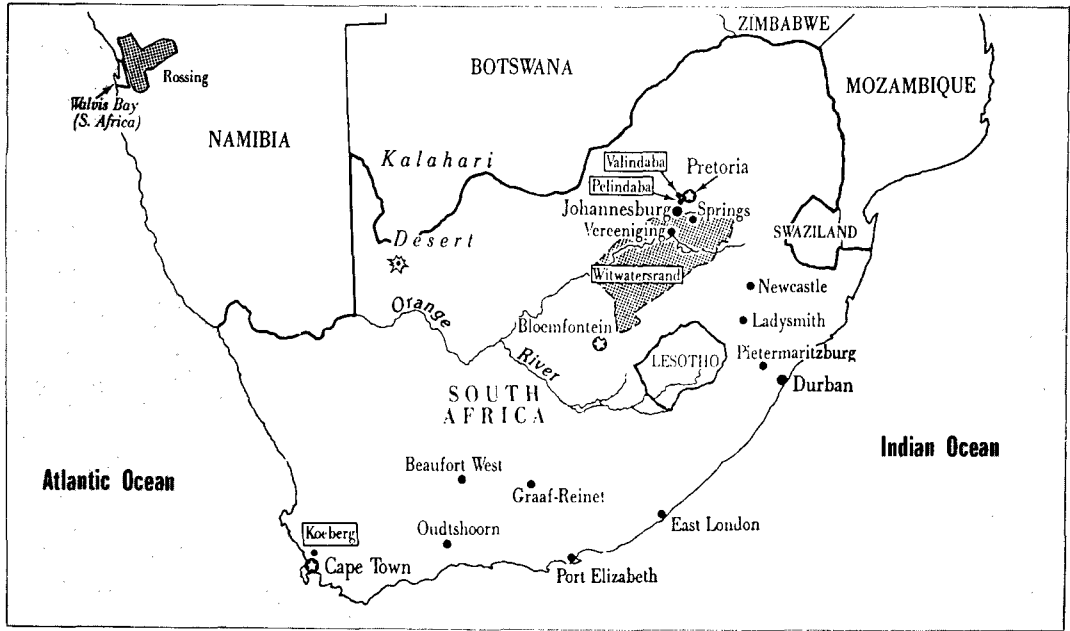 ZIMBABWE
BOTSWANA
MOZAMBIQUE
Rossing
Walvis Bay
(S. Africa)
NAMIBIA
Kalahari
Desert
Valindaba
Pretoria
Pelindaba
Johannesburg
Springs
Vereeniging
SWAZILAND
Witwatersrand
Newcastle
Orange
River
Bloemfontein
Ladysmith
LESOTHO
Pietermaritzburg
Durban
SOUTH
AFRICA
Indian Ocean
Atlantic Ocean
Beaufort West
Graaf-Reinet
East London
Oudtshoorn
Koeberg
Cape Town
Port Elizabeth